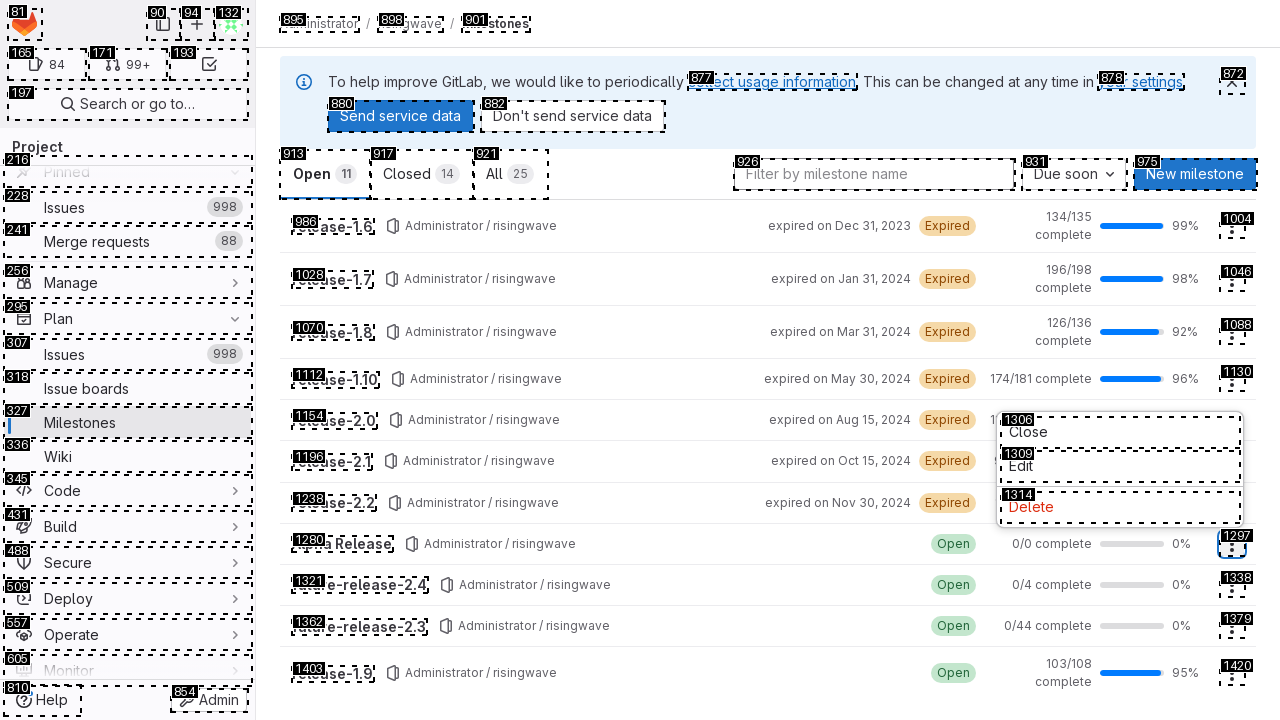 81
90
94
132
165
84
171
99+
193
197
Search or go to…
Project
216
Pinned
228
Issues
998
241
Merge requests
88
256
Manage
295
Plan
307
Issues
998
318
Issue boards
327
Milestones
336
Wiki
345
Code
431
Build
488
Secure
509
Deploy
557
Operate
605
Monitor
810
Help
854
Admin
895
/
898
/
901
To help improve GitLab, we would like to periodically 877 collect usage information. This can be changed at any time in 878 your settings.
872
880
Send service data
882
Don't send service data
913
Open 11
917
Closed 14
921
All 25
926
Filter by milestone name
931
Due soon
975
New milestone
986
release-1.6 Administrator / risingwave expired on Dec 31, 2023 Expired 134/135 complete 99%
1004
1028
release-1.7 Administrator / risingwave expired on Jan 31, 2024 Expired 196/198 complete 98%
1046
1070
release-1.8 Administrator / risingwave expired on Mar 31, 2024 Expired 126/136 complete 92%
1088
1112
release-1.10 Administrator / risingwave expired on May 30, 2024 Expired 174/181 complete 96%
1130
1154
release-2.0 Administrator / risingwave expired on Aug 15, 2024 Expired
1196
release-2.1 Administrator / risingwave expired on Oct 15, 2024 Expired
1238
release-2.2 Administrator / risingwave expired on Nov 30, 2024 Expired
1306
Close
1309
Edit
1314
Delete
1280
Alpha Release Administrator / risingwave Open 0/0 complete 0%
1297
1321
future-release-2.4 Administrator / risingwave Open 0/4 complete 0%
1338
1362
future-release-2.3 Administrator / risingwave Open 0/44 complete 0%
1379
1403
release-1.9 Administrator / risingwave Open 103/108 complete 95%
1420